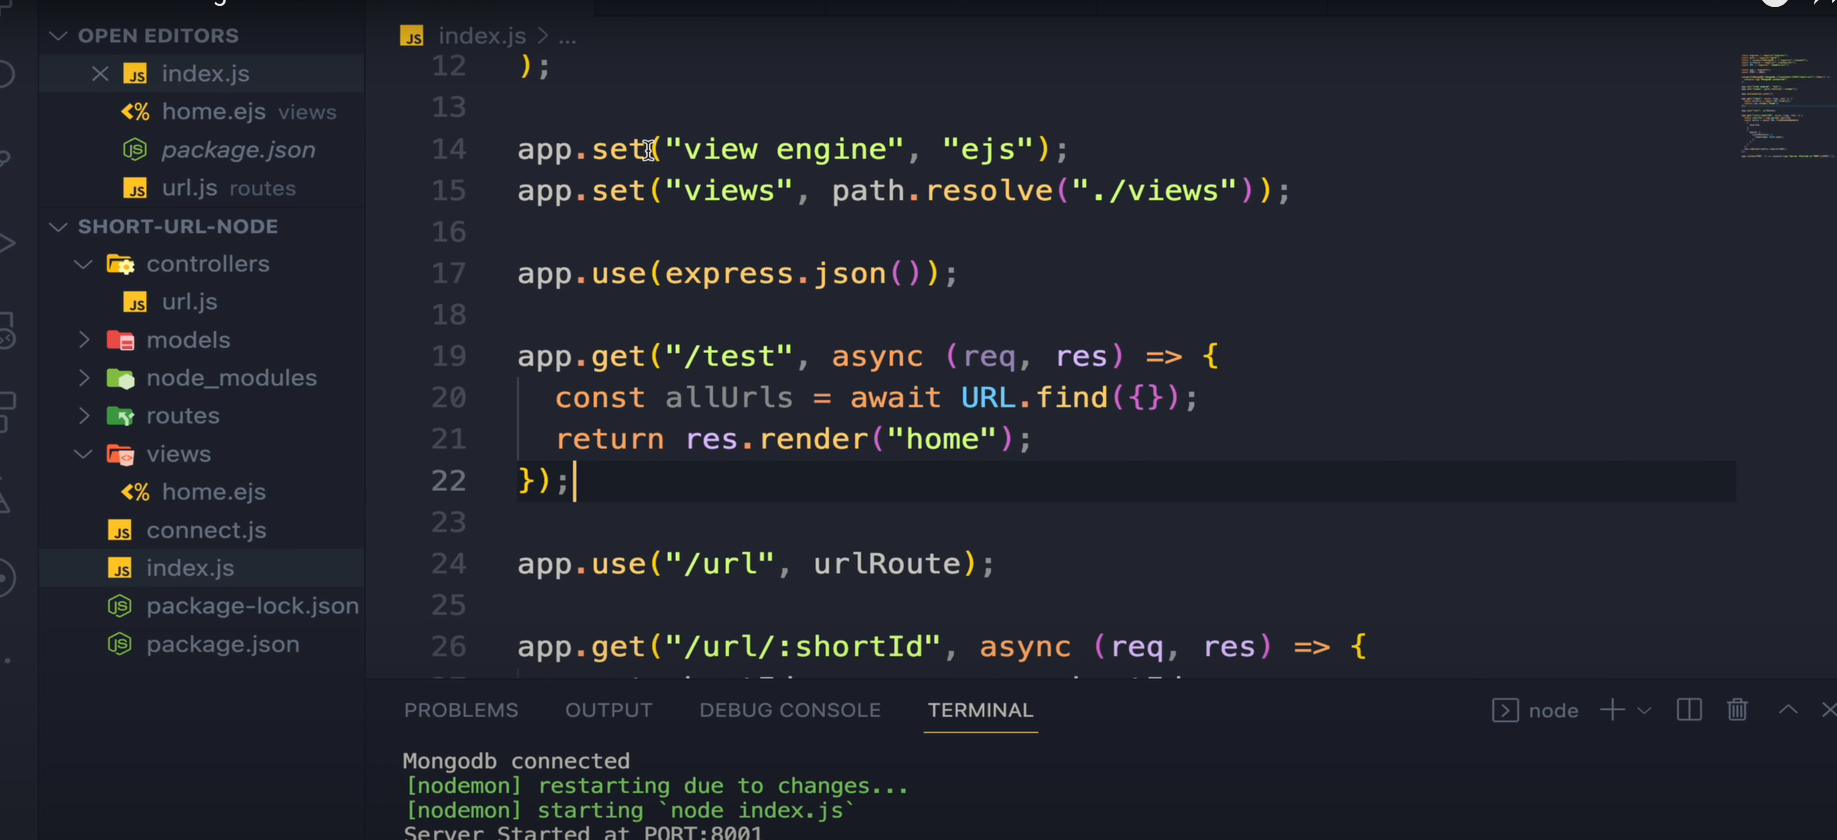 OPEN EDITORS
index.js
home.ejs views
package.json
url.js routes
SHORT-URL-NODE
controllers
url.js
models
node_modules
routes
views
home.ejs
connect.js
index.js
package-lock.json
package.json
index.js > ...
12 );
13
14 app.set("view engine", "ejs");
15 app.set("views", path.resolve("./views"));
16
17 app.use(express.json());
18
19 app.get("/test", async (req, res) => {
20 const allUrls = await URL.find({});
21 return res.render("home");
22 });
23
24 app.use("/url", urlRoute);
25
26 app.get("/url/:shortId", async (req, res) => {
PROBLEMS OUTPUT DEBUG CONSOLE TERMINAL node
Mongodb connected
[nodemon] restarting due to changes...
[nodemon] starting `node index.js`
Server Started at PORT:8001